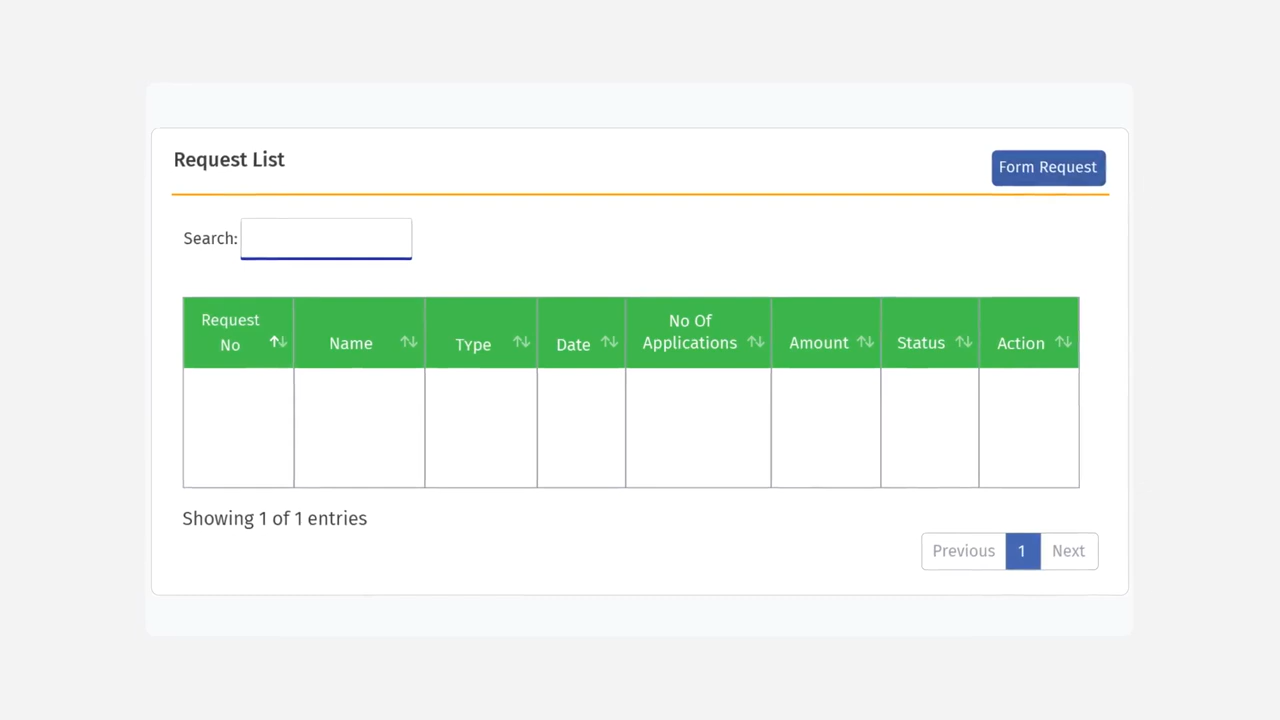 Request List
Form Request
Search:
Request
No
Name
Type
Date
No Of
Applications
Amount
Status
Action
Showing 1 of 1 entries
Previous
1
Next